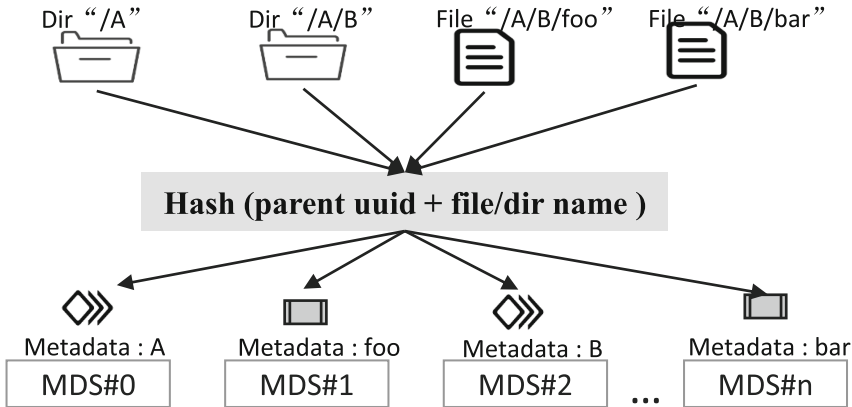 Dir “/A” Dir “/A/B” File “/A/B/foo” File “/A/B/bar”
Hash (parent uuid + file/dir name )
Metadata : A Metadata : foo Metadata : B Metadata : bar
MDS#0 MDS#1 MDS#2 ... MDS#n